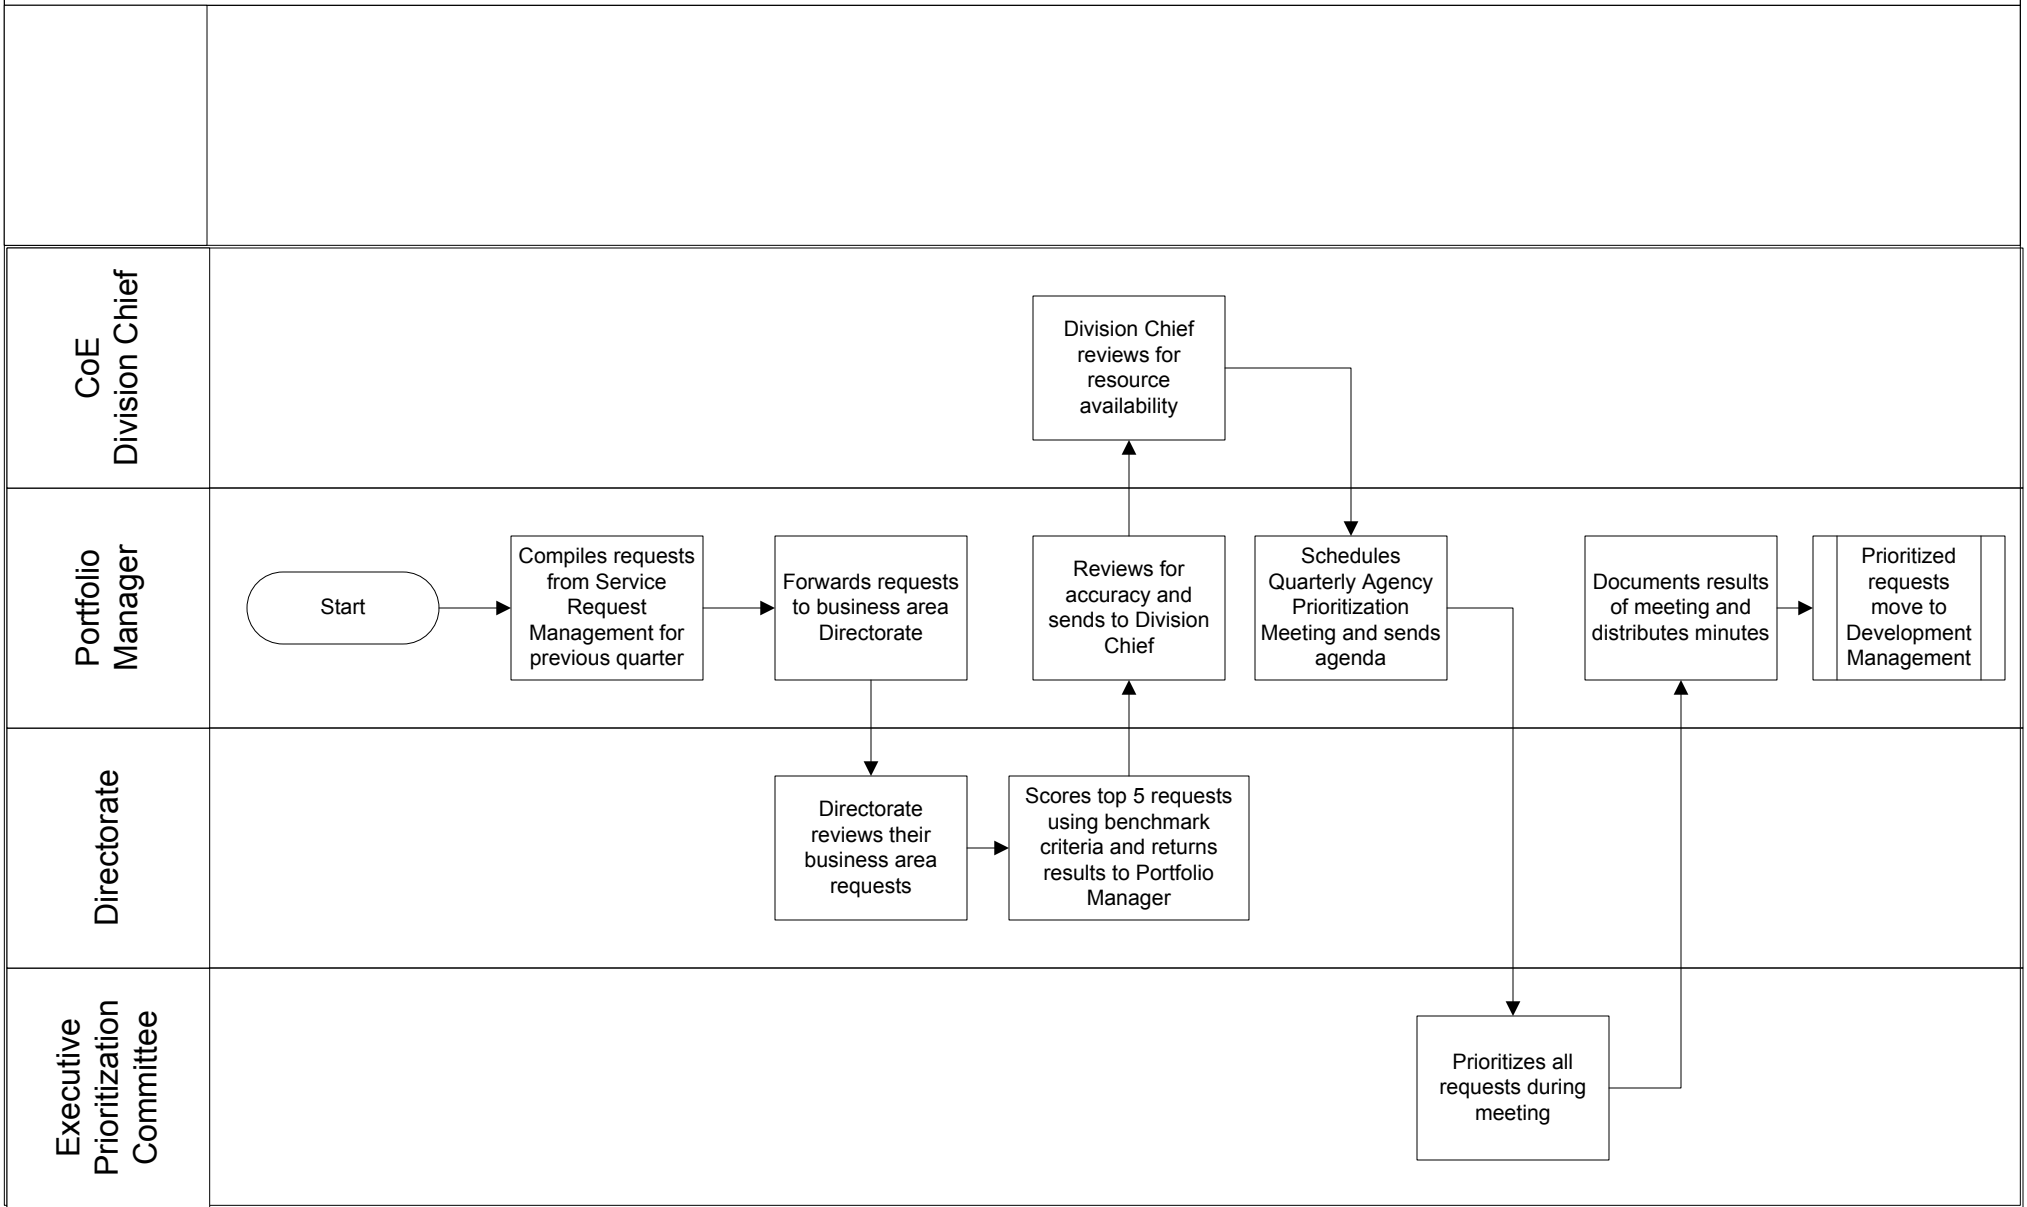 CoE
Division Chief
Division Chief
reviews for
resource
availability
Portfolio
Manager
Start
Compiles requests
from Service
Request
Management for
previous quarter
Forwards requests
to business area
Directorate
Reviews for
accuracy and
sends to Division
Chief
Schedules
Quarterly Agency
Prioritization
Meeting and sends
agenda
Documents results
of meeting and
distributes minutes
Prioritized
requests
move to
Development
Management
Directorate
Directorate
reviews their
business area
requests
Scores top 5 requests
using benchmark
criteria and returns
results to Portfolio
Manager
Executive
Prioritization
Committee
Prioritizes all
requests during
meeting